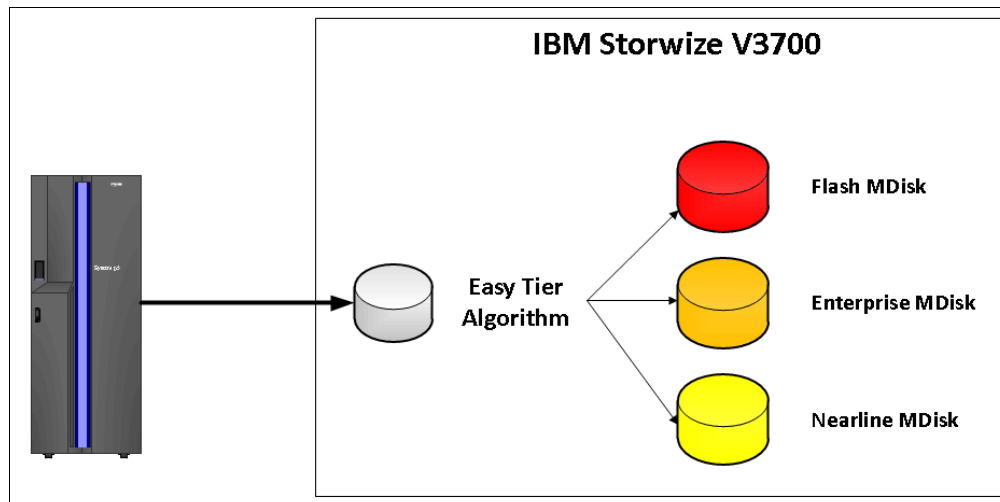 IBM Storwize V3700
Flash MDisk
Easy Tier
Algorithm
Enterprise MDisk
Nearline MDisk